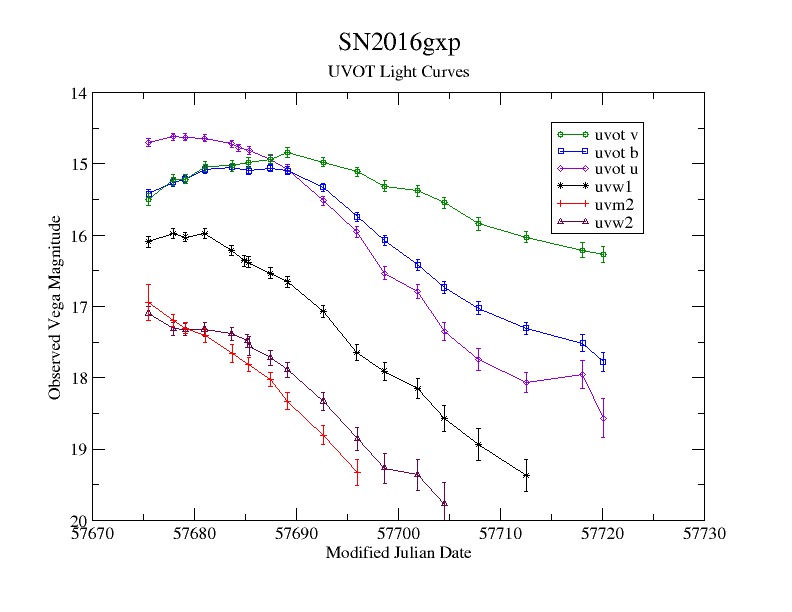 SN2016gxp
UVOT Light Curves
14
15
16
17
18
19
20
Observed Vega Magnitude
uvot v
uvot b
uvot u
uvw1
uvm2
uvw2
57670 57680 57690 57700 57710 57720 57730
Modified Julian Date